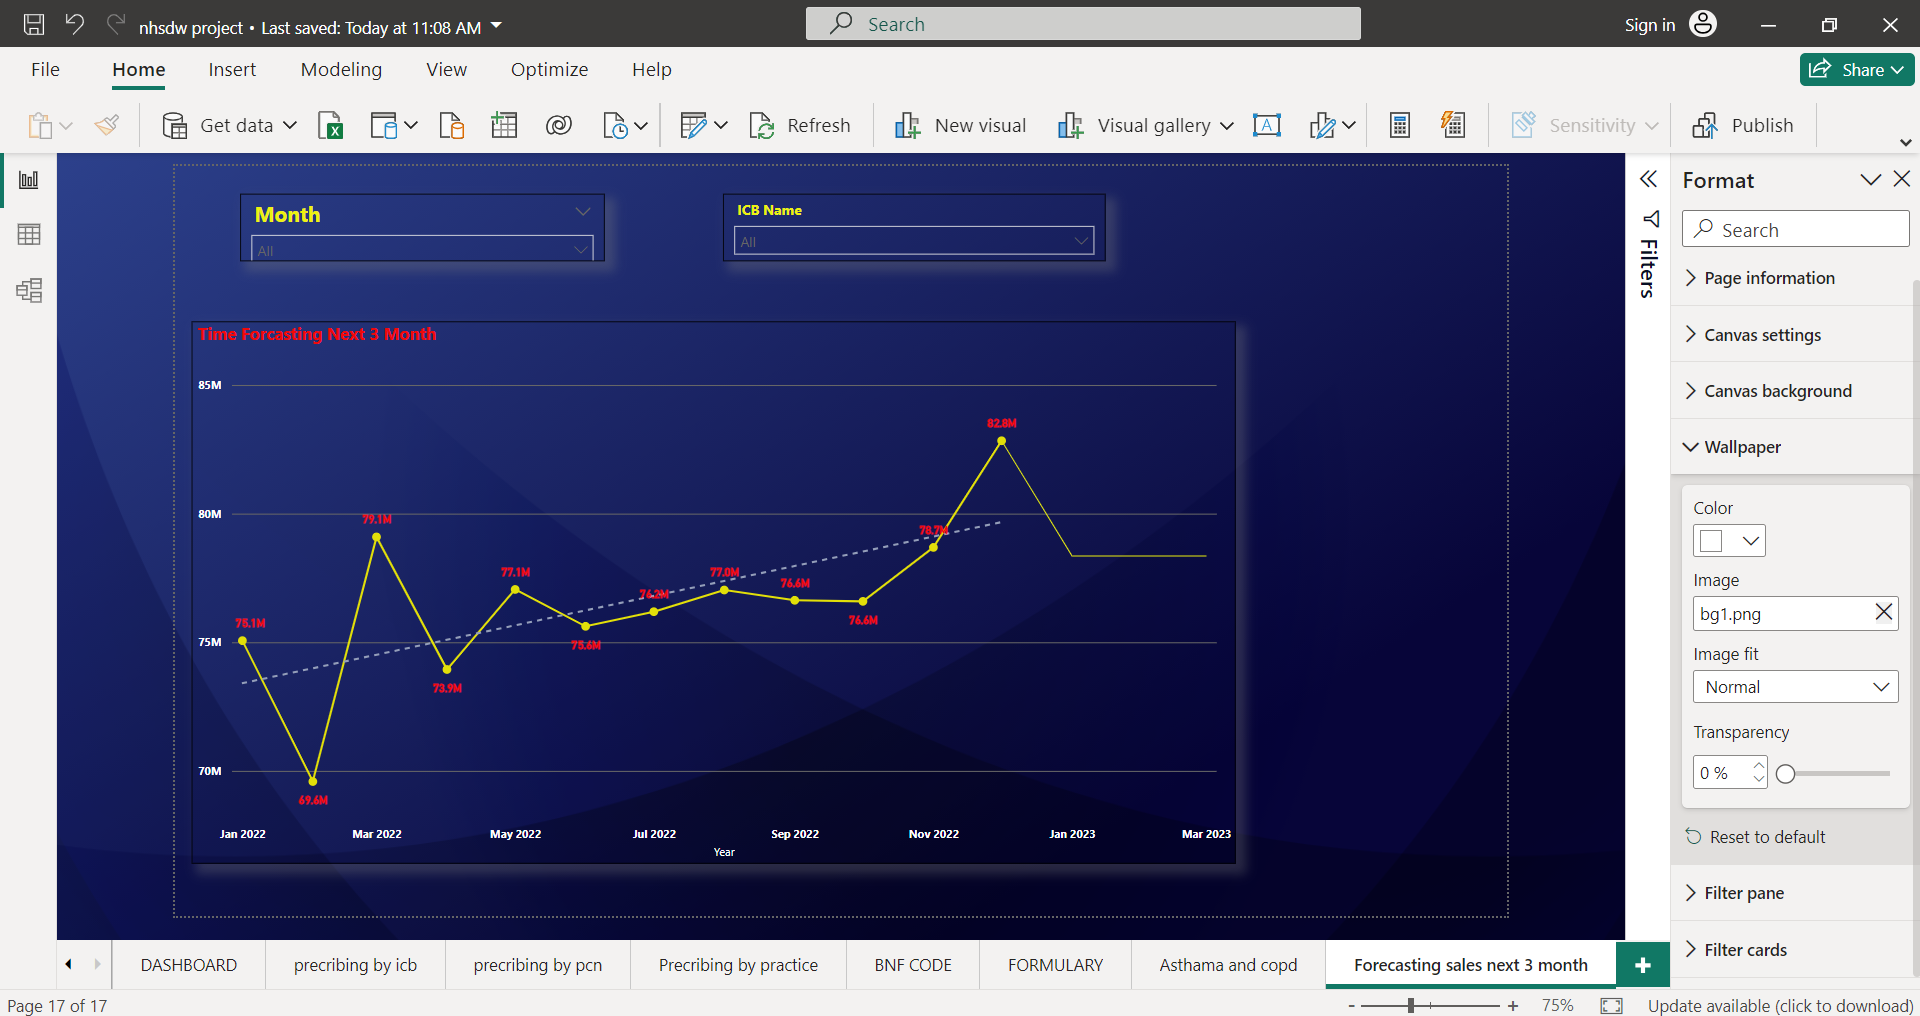 nhsdw project • Last saved: Today at 11:08 AM
Search
Sign in
File Home Insert Modeling View Optimize Help
Share
Get data
Refresh
New visual
Visual gallery
Sensitivity
Publish
Month
All
ICB Name
All
Time Forcasting Next 3 Month
85M
82.8M
80M
79.1M
78.7M
77.1M
77.0M
76.2M
76.6M
75.1M
76.6M
75M
75.6M
73.9M
70M
69.6M
Jan 2022 Mar 2022 May 2022 Jul 2022 Sep 2022 Nov 2022 Jan 2023 Mar 2023
Year
Filters
Format
Search
Page information
Canvas settings
Canvas background
Wallpaper
Color
Image
bg1.png
Image fit
Normal
Transparency
0 %
Reset to default
Filter pane
Filter cards
DASHBOARD precribing by icb precribing by pcn Precribing by practice BNF CODE FORMULARY Asthama and copd Forecasting sales next 3 month
Page 17 of 17
- + 75%
Update available (click to download)